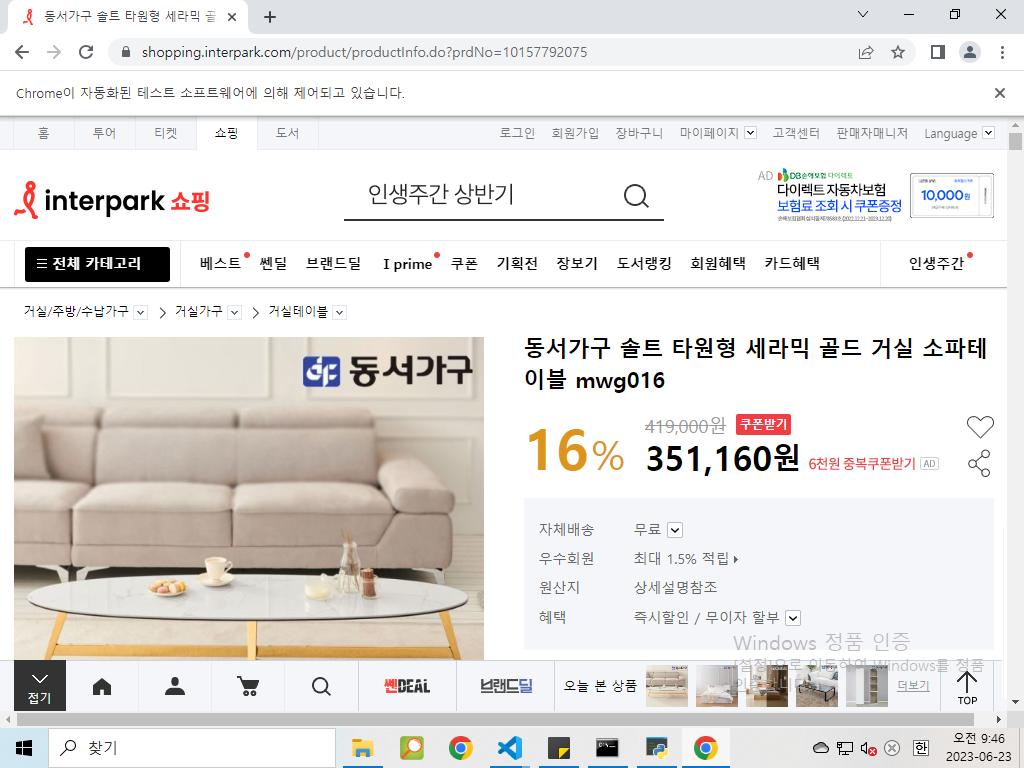 동서가구 솔트 타원형 세라믹 골
shopping.interpark.com/product/productInfo.do?prdNo=10157792075
Chrome이 자동화된 테스트 소프트웨어에 의해 제어되고 있습니다.
홈 투어 티켓 쇼핑 도서 로그인 회원가입 장바구니 마이페이지 고객센터 판매자매니저 Language
interpark 쇼핑
인생주간 상반기
AD DB손해보험 다이렉트
다이렉트 자동차보험
보험료 조회 시 쿠폰증정
10,000원
전체 카테고리 베스트 쎈딜 브랜드딜 I prime 쿠폰 기획전 장보기 도서랭킹 회원혜택 카드혜택 인생주간
거실/주방/수납가구 거실가구 거실테이블
동서가구
동서가구 솔트 타원형 세라믹 골드 거실 소파테
이블 mwg016
16%
419,000원 쿠폰받기
351,160원 6천원 중복쿠폰받기 AD
자체배송 무료
우수회원 최대 1.5% 적립
원산지 상세설명참조
혜택 즉시할인 / 무이자 할부
Windows 정품 인증
[설정]으로 이동하여 Windows를 정품
접기
쎈DEAL
브랜드딜
오늘 본 상품
더보기
TOP
찾기
한
오전 9:46
2023-06-23